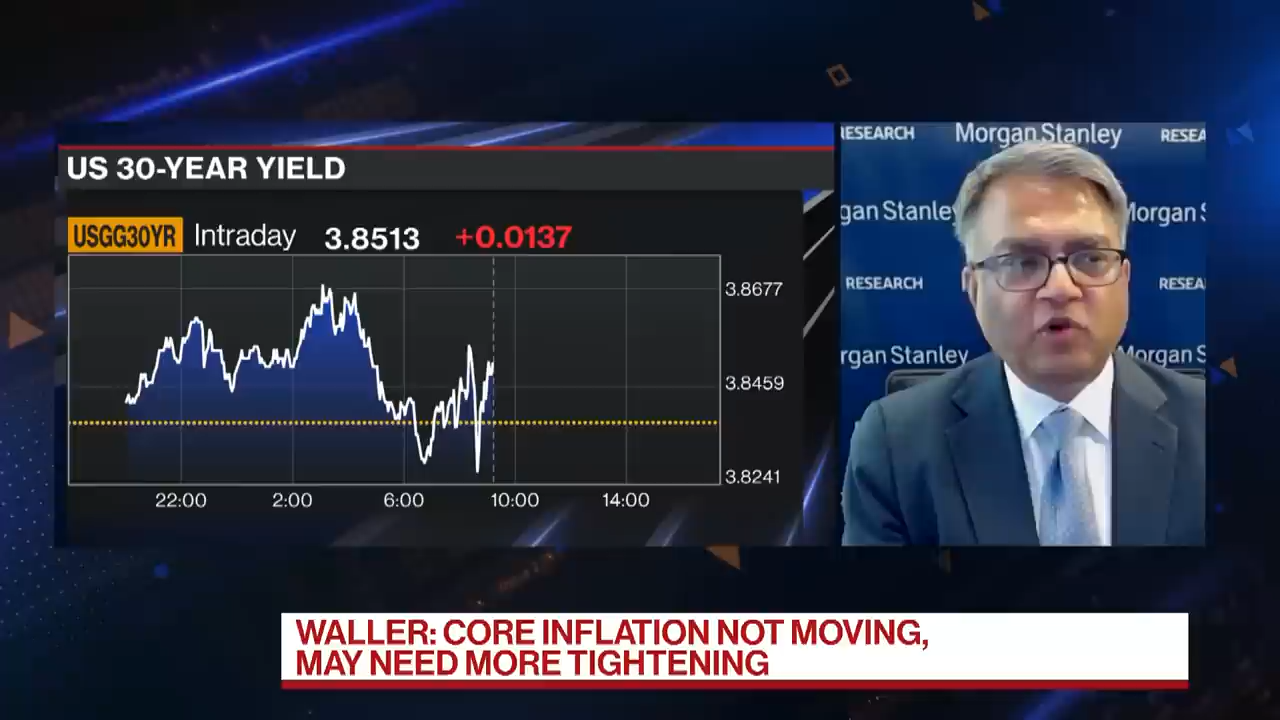 US 30-YEAR YIELD
USGG30YR Intraday 3.8513 +0.0137
3.8677
3.8459
3.8241
22:00 2:00 6:00 10:00 14:00
RESEARCH Morgan Stanley RESEA
gan Stanley Morgan S
RESEARCH RESEA
rgan Stanley Morgan S
WALLER: CORE INFLATION NOT MOVING,
MAY NEED MORE TIGHTENING